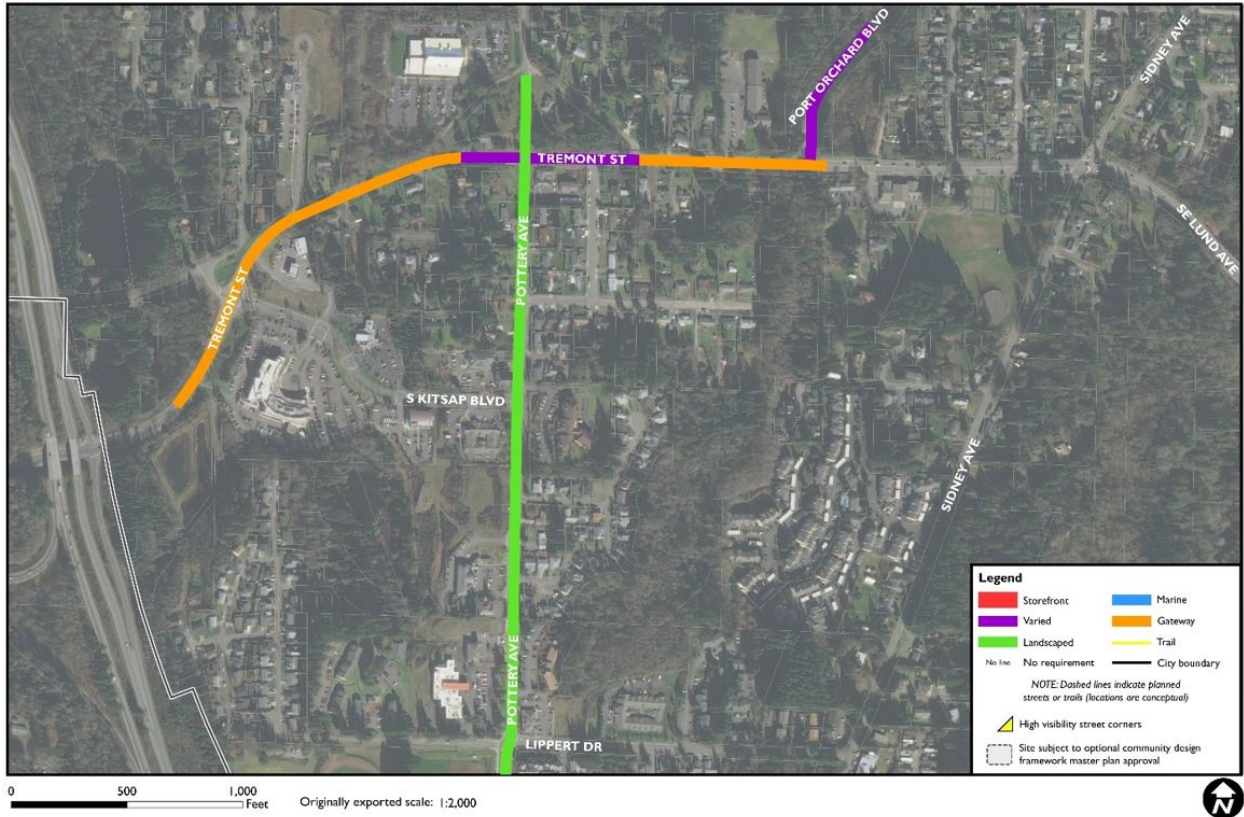 PORT ORCHARD BLVD
SIDNEY AVE
TREMONT ST
SE LUND AVE
POTTERY AVE
TREMONT ST
S KITSAP BLVD
SIDNEY AVE
POTTERY AVE
LIPPERT DR
Legend
Storefront
Marine
Varied
Gateway
Landscaped
Trail
No line No requirement
City boundary
NOTE: Dashed lines indicate planned
streets or trails (locations are conceptual)
High visibility street corners
Site subject to optional community design
framework master plan approval
0 500 1,000
Feet
Originally exported scale: 1:2,000
N